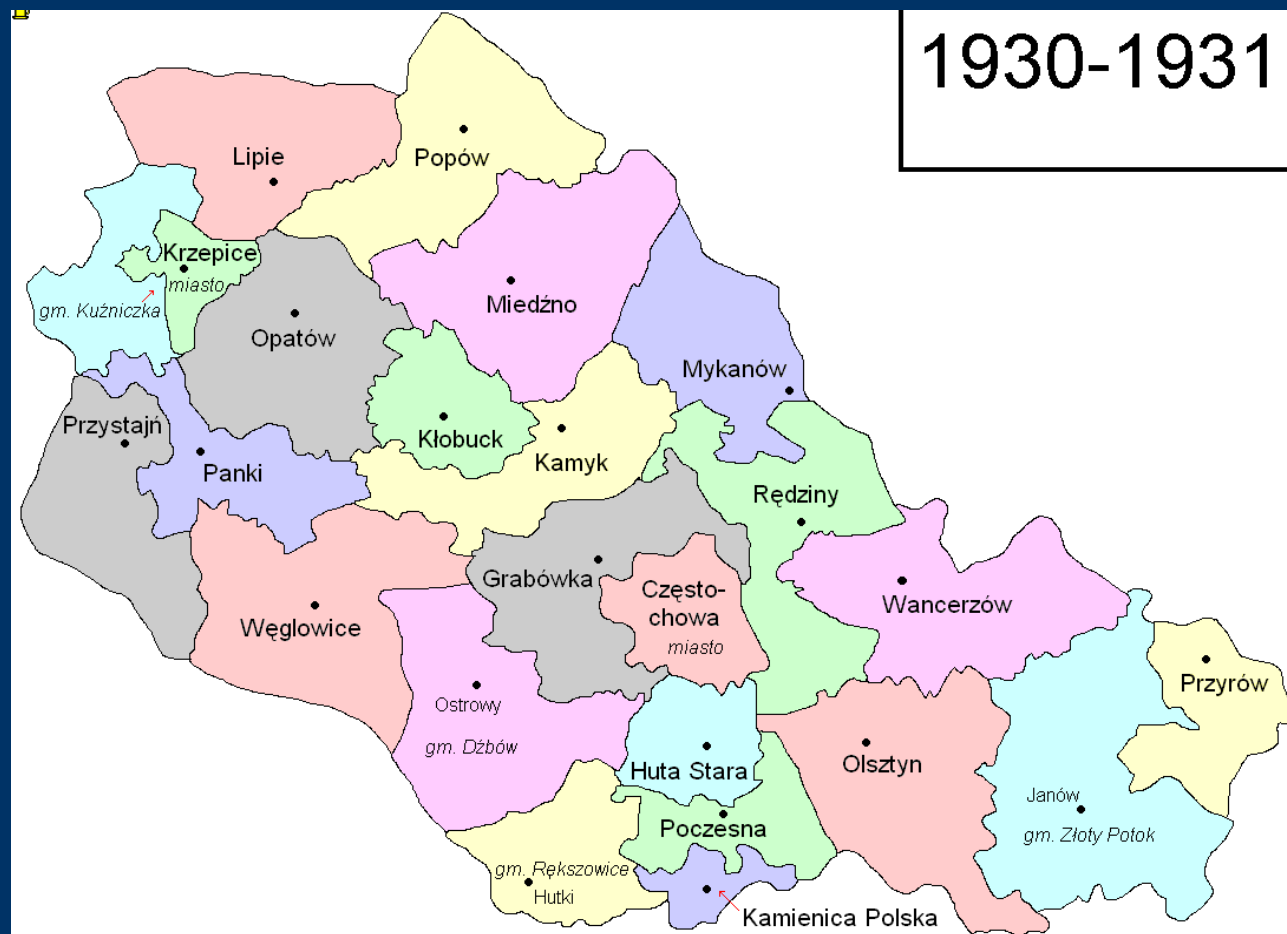 1930-1931
Lipie
Popów
Krzepice
miasto
gm. Kuźniczka
Opatów
Miedźno
Mykanów
Przystajń
Panki
Kłobuck
Kamyk
Rędziny
Grabówka
Często-
chowa
miasto
Wancerzów
Węglowice
Ostrowy
gm. Dźbów
Przyrów
Huta Stara
Olsztyn
Janów
gm. Złoty Potok
Poczesna
gm. Rększowice
Hutki
Kamienica Polska